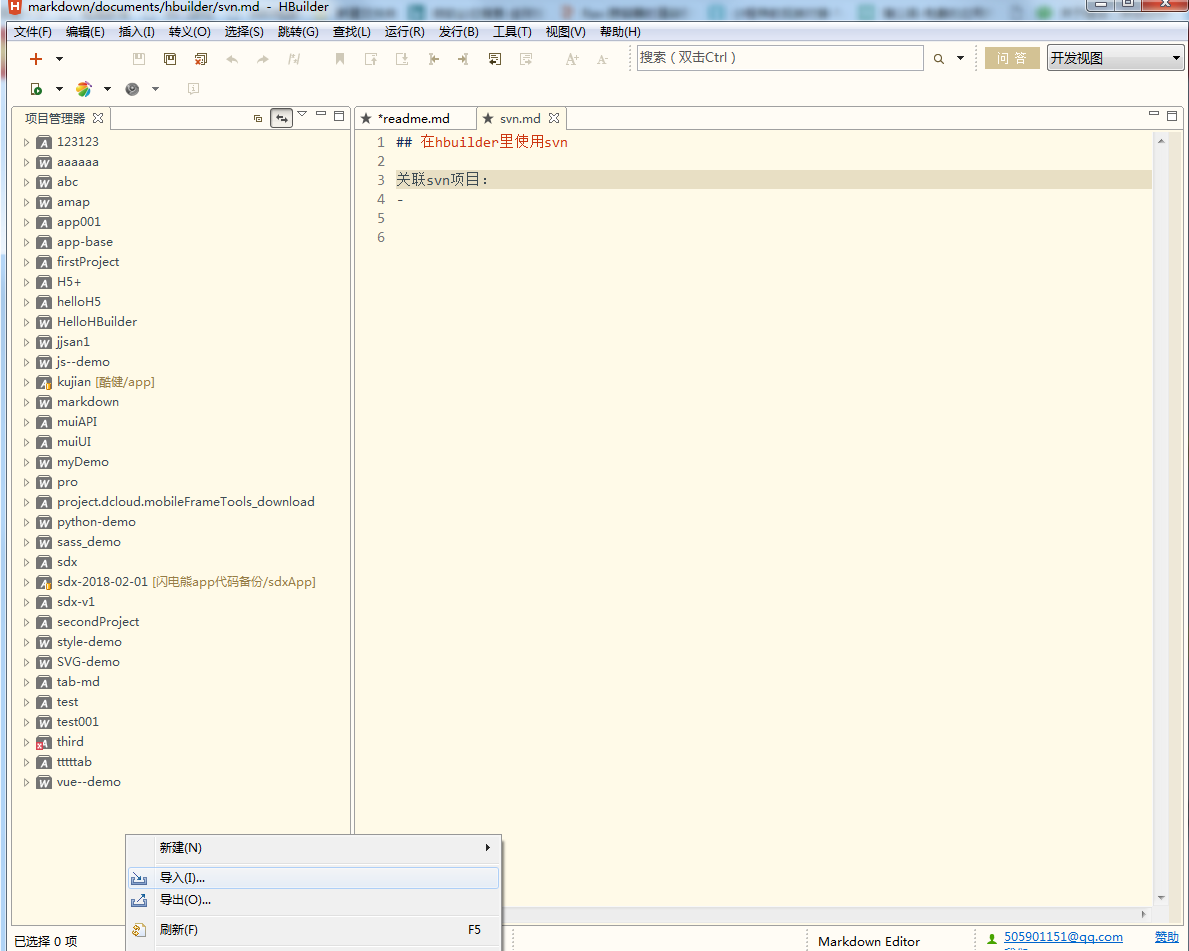 markdown/documents/hbuilder/svn.md - HBuilder
文件(F) 编辑(E) 插入(I) 转义(O) 选择(S) 跳转(G) 查找(L) 运行(R) 发行(B) 工具(T) 视图(V) 帮助(H)
搜索（双击Ctrl） 问 答 开发视图
项目管理器
*readme.md svn.md
123123
aaaaaa
abc
amap
app001
app-base
firstProject
H5+
helloH5
HelloHBuilder
jjsan1
js--demo
kujian [酷健/app]
markdown
muiAPI
muiUI
myDemo
pro
project.dcloud.mobileFrameTools_download
python-demo
sass_demo
sdx
sdx-2018-02-01 [闪电熊app代码备份/sdxApp]
sdx-v1
secondProject
style-demo
SVG-demo
tab-md
test
test001
third
tttttab
vue--demo
1 ## 在hbuilder里使用svn
2
3 关联svn项目：
4 -
5
6
新建(N)
导入(I)...
导出(O)...
刷新(F) F5
已选择 0 项
Markdown Editor
505901151@qq.com 赞助